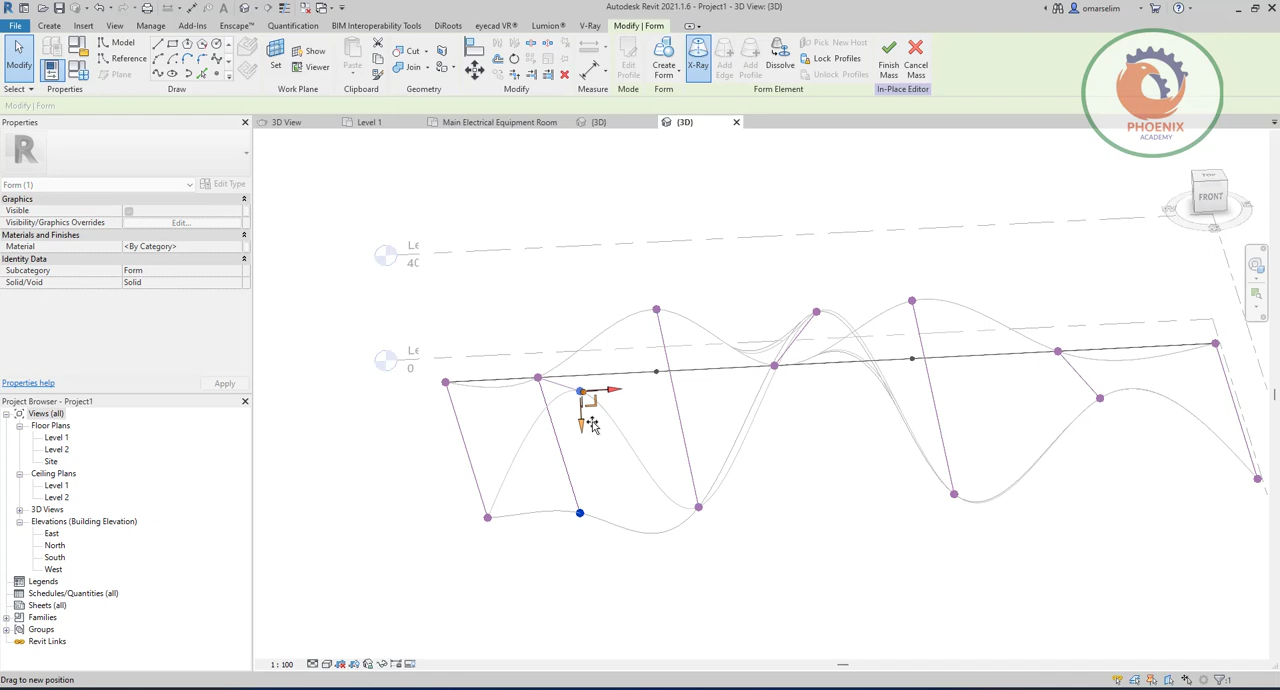 Autodesk Revit 2021.1.6 - Project1 - 3D View: {3D}
omarselim
File Create Insert View Manage Add-Ins Enscape™ Quantification BIM Interoperability Tools DiRoots eyecad VR® Lumion® V-Ray Modify | Form
Modify
Select
Properties
Model
Reference
Plane
Draw
Set
Show
Viewer
Work Plane
Paste
Clipboard
Cut
Join
Geometry
Modify
Measure
Edit
Profile
Mode
Create
Form
Form
X-Ray
Add
Edge
Add
Profile
Dissolve
Pick New Host
Lock Profiles
Unlock Profiles
Form Element
Finish
Mass
Cancel
Mass
In-Place Editor
PHOENIX
ACADEMY
Modify | Form
Properties
3D View
Level 1
Main Electrical Equipment Room
{3D}
{3D}
Form (1)
Edit Type
Graphics
Visible
Visibility/Graphics Overrides Edit...
Materials and Finishes
Material <By Category>
Identity Data
Subcategory Form
Solid/Void Solid
Properties help
Apply
Project Browser - Project1
Views (all)
Floor Plans
Level 1
Level 2
Site
Ceiling Plans
Level 1
Level 2
3D Views
Elevations (Building Elevation)
East
North
South
West
Legends
Schedules/Quantities (all)
Sheets (all)
Families
Groups
Revit Links
TOP
FRONT
Le
40
Le
0
1 : 100
Drag to new position
:1